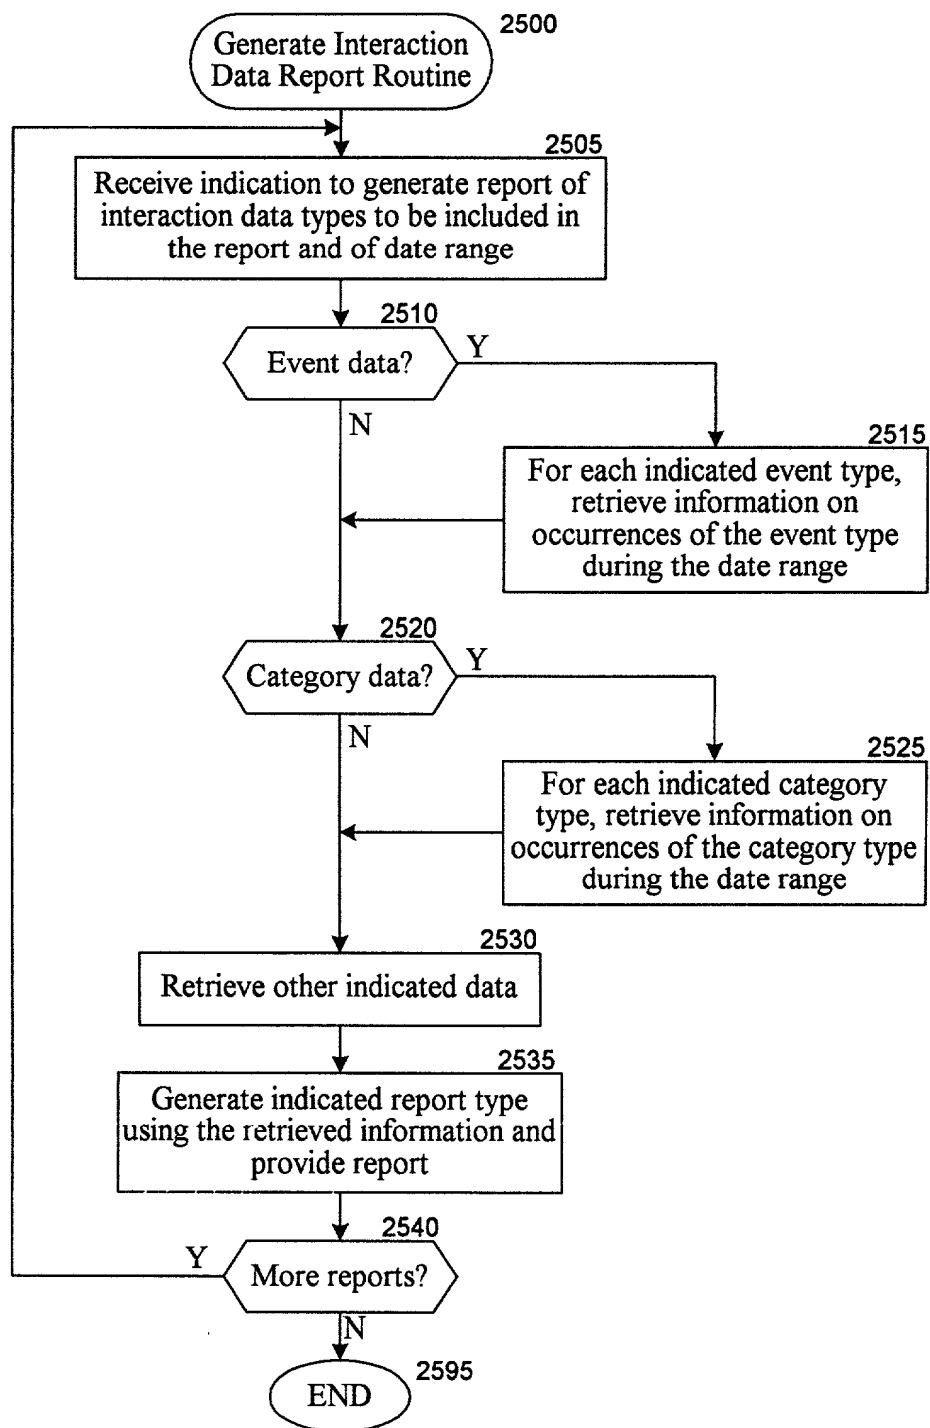 2500
Generate Interaction
Data Report Routine
2505
Receive indication to generate report of
interaction data types to be included in
the report and of date range
2510
Event data?
Y
N
2515
For each indicated event type,
retrieve information on
occurrences of the event type
during the date range
2520
Category data?
Y
N
2525
For each indicated category
type, retrieve information on
occurrences of the category type
during the date range
2530
Retrieve other indicated data
2535
Generate indicated report type
using the retrieved information and
provide report
2540
Y
More reports?
N
2595
END